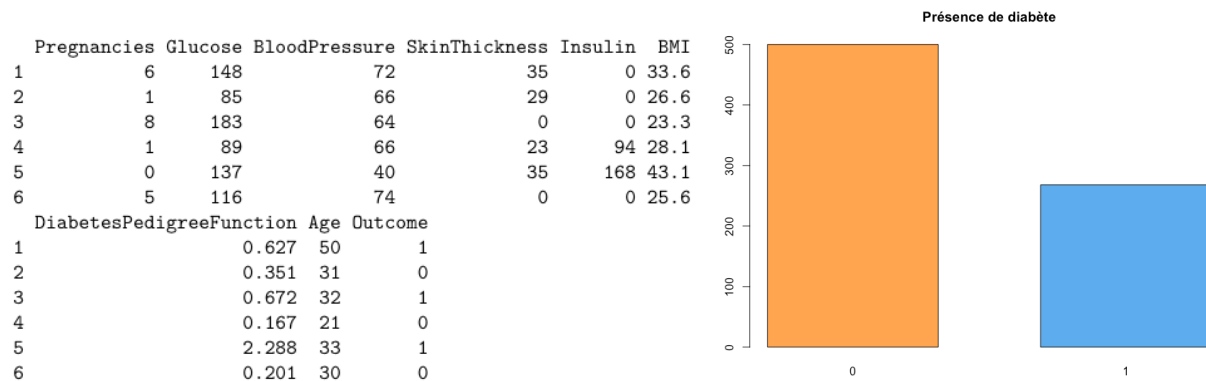 Pregnancies Glucose BloodPressure SkinThickness Insulin BMI
1 6 148 72 35 0 33.6
2 1 85 66 29 0 26.6
3 8 183 64 0 0 23.3
4 1 89 66 23 94 28.1
5 0 137 40 35 168 43.1
6 5 116 74 0 0 25.6
DiabetesPedigreeFunction Age Outcome
1 0.627 50 1
2 0.351 31 0
3 0.672 32 1
4 0.167 21 0
5 2.288 33 1
6 0.201 30 0
Présence de diabète
500
400
300
200
100
0
0 1